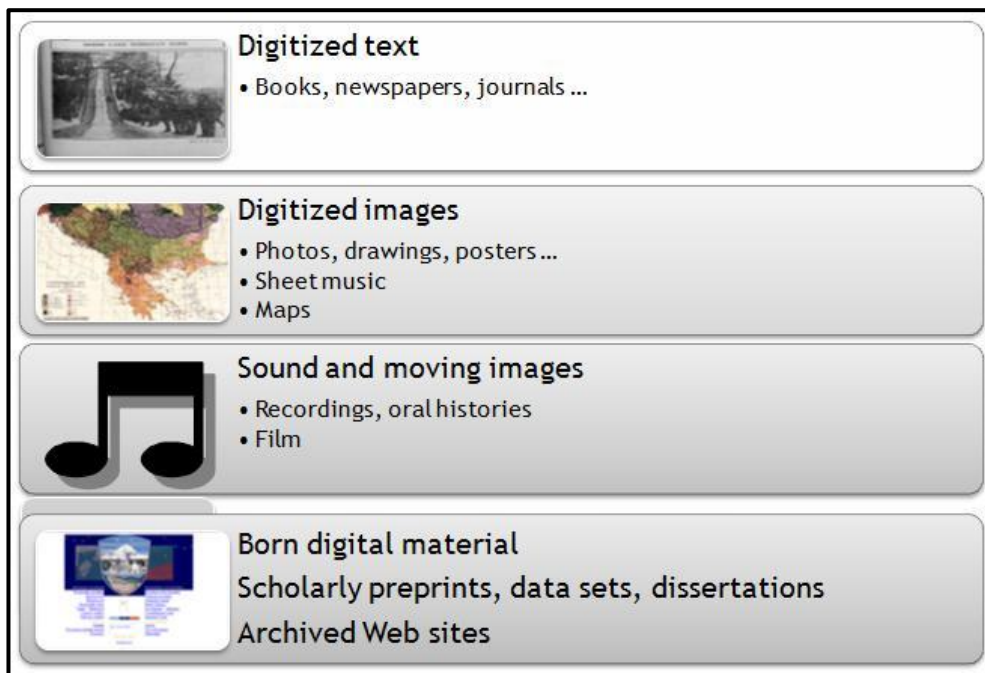 Digitized text
• Books, newspapers, journals ...
Digitized images
• Photos, drawings, posters ...
• Sheet music
• Maps
Sound and moving images
• Recordings, oral histories
• Film
Born digital material
Scholarly preprints, data sets, dissertations
Archived Web sites